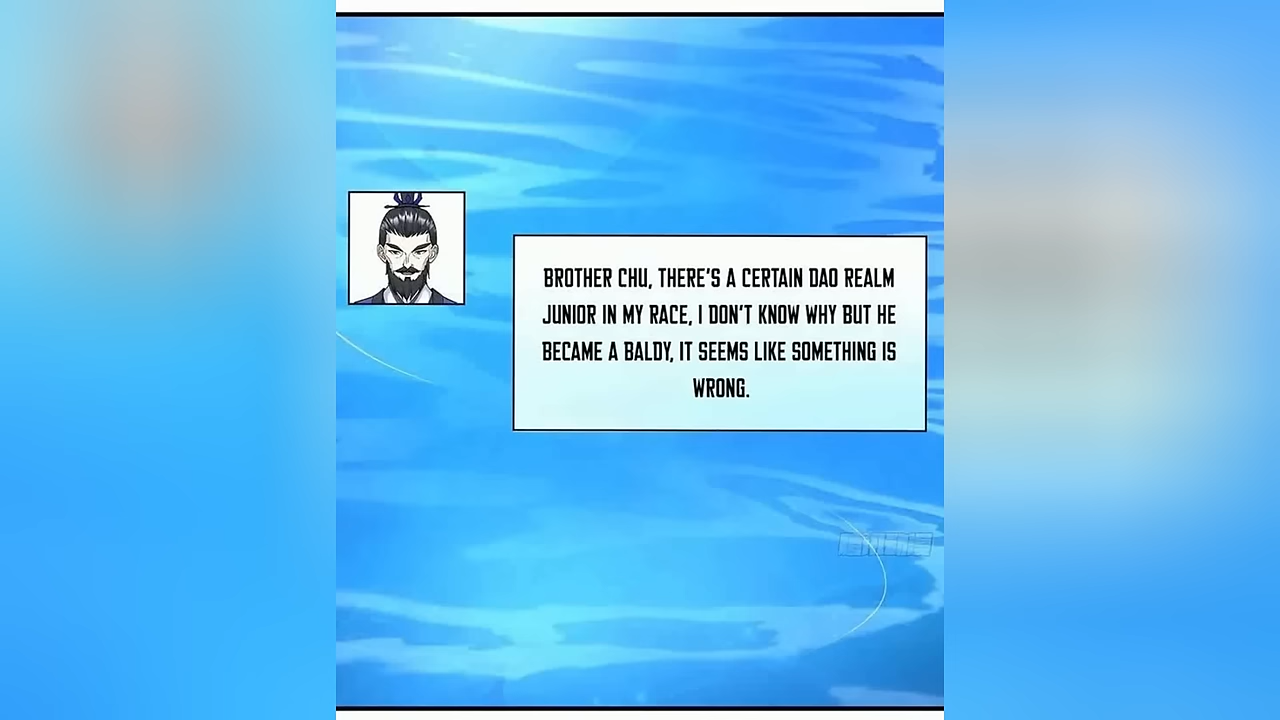 BROTHER CHU, THERE'S A CERTAIN DAO REALM
JUNIOR IN MY RACE, I DON'T KNOW WHY BUT HE
BECAME A BALDY, IT SEEMS LIKE SOMETHING IS
WRONG.